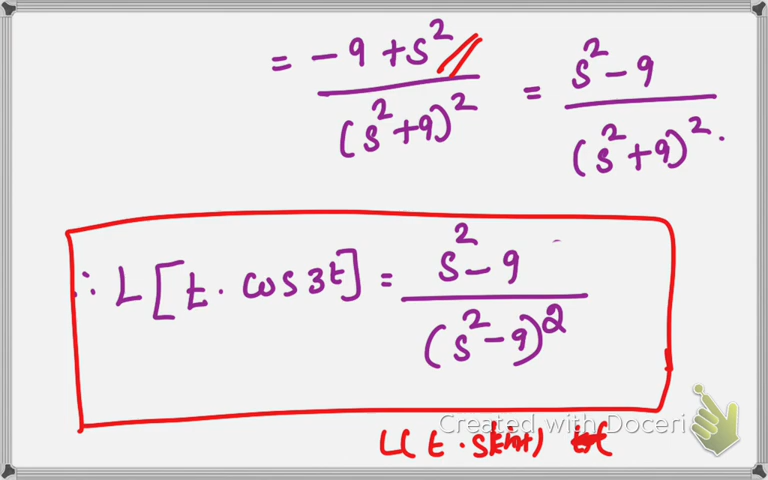 = -9 + s² / (s² + 9)² = s² - 9 / (s² + 9)².
∴ L[t . cos 3t] = s² - 9 / (s² - 9)²
Created with Doceri
L( t .